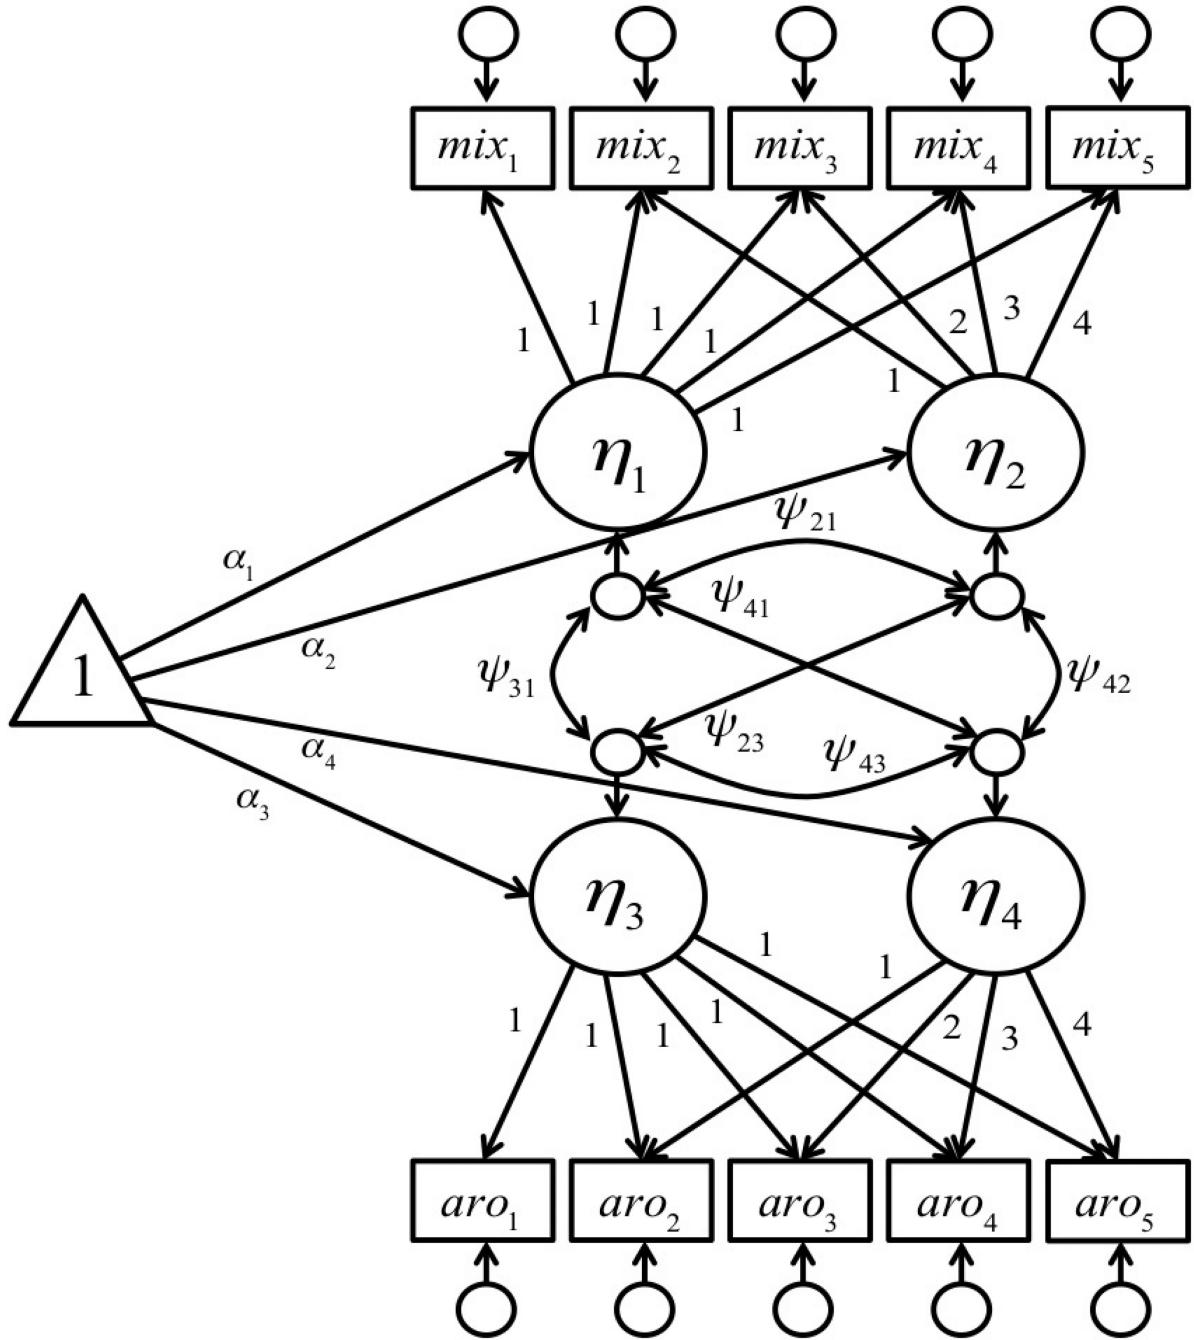 mix₁ mix₂ mix₃ mix₄ mix₅
1 1 1 1 1 1 2 3 4
η₁ η₂
α₁
α₂
ψ₂₁
ψ₄₁
1
ψ₃₁ ψ₄₂
ψ₂₃
ψ₄₃
α₄
α₃
η₃ η₄
1 1 1 1 1 1 2 3 4
aro₁ aro₂ aro₃ aro₄ aro₅